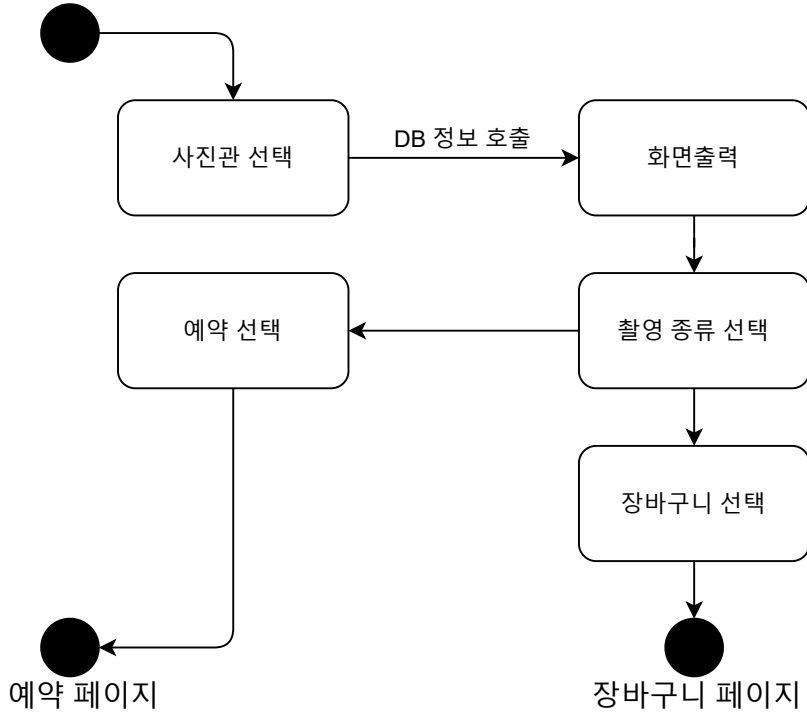 사진관 선택
DB 정보 호출
화면출력
예약 선택
촬영 종류 선택
장바구니 선택
예약 페이지
장바구니 페이지